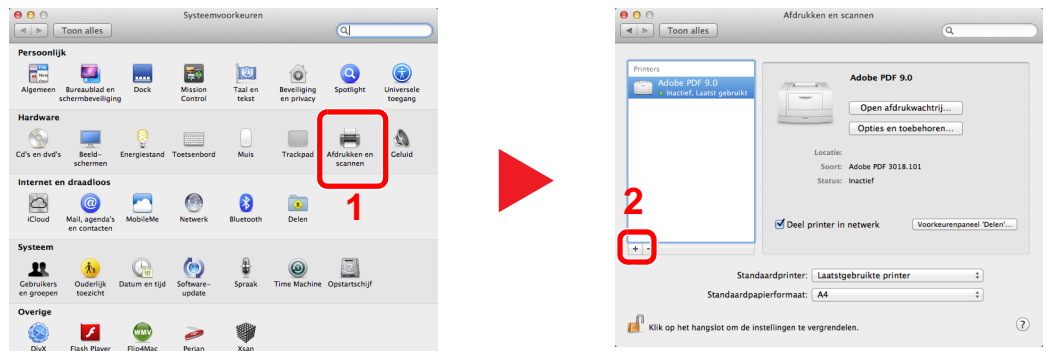 Systeemvoorkeuren
Toon alles
Persoonlijk
Algemeen
Bureaublad en
schermbeveiliging
Dock
Mission
Control
Taal en
tekst
Beveiliging
en privacy
Spotlight
Universele
toegang
Hardware
Cd's en dvd's
Beeld-
schermen
Energiestand
Toetsenbord
Muis
Trackpad
Afdrukken en
scannen
Geluid
1
Internet en draadloos
iCloud
Mail, agenda's
en contacten
MobileMe
Netwerk
Bluetooth
Delen
Systeem
Gebruikers
en groepen
Ouderlijk
toezicht
Datum en tijd
Software-
update
Spraak
Time Machine
Opstartschijf
Overige
DivX
Flash Player
WMV
Flip4Mac
Perian
Xsan
Afdrukken en scannen
Toon alles
Printers
Adobe PDF 9.0
Inactief, Laatst gebruikt
2
+ -
Adobe PDF 9.0
Open afdrukwachtrij...
Opties en toebehoren...
Locatie:
Soort: Adobe PDF 3018.101
Status: Inactief
Deel printer in netwerk
Voorkeurenpaneel 'Delen'...
Standaardprinter: Laatstgebruikte printer
Standaardpapierformaat: A4
Klik op het hangslot om de instellingen te vergrendelen.
?